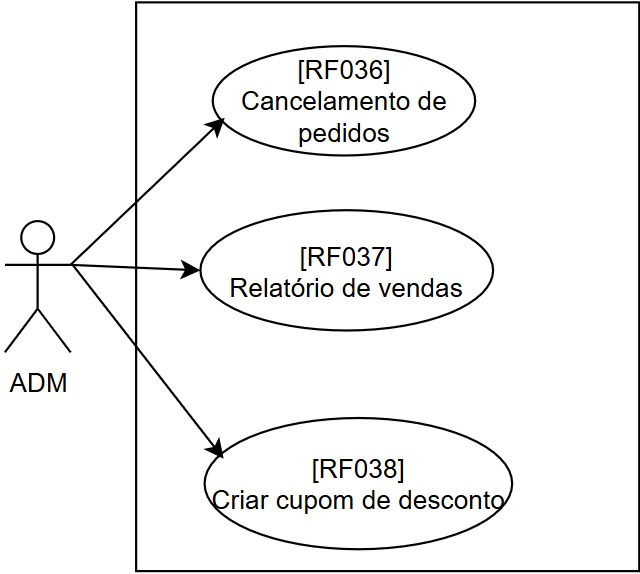 [RF036]
Cancelamento de
pedidos
[RF037]
Relatório de vendas
ADM
[RF038]
Criar cupom de desconto